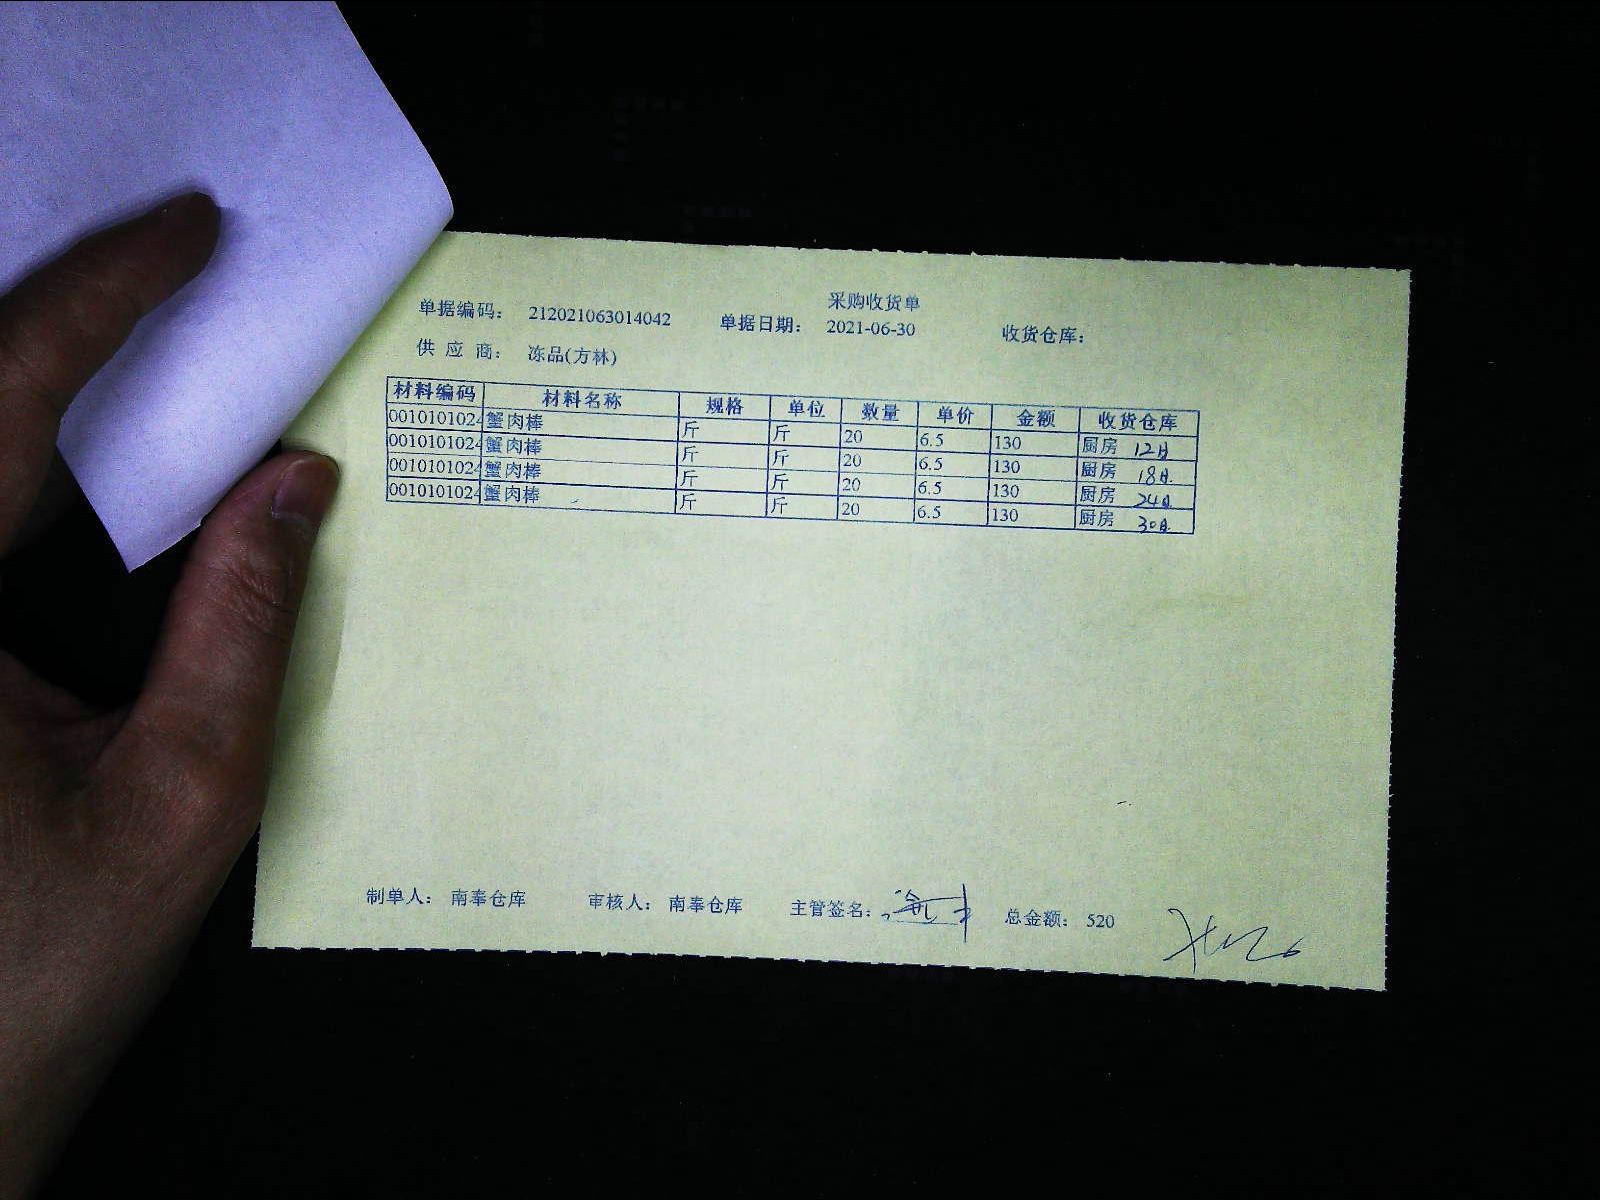 采购收货单
单据编码： 212021063014042 单据日期： 2021-06-30 收货仓库：
供 应 商： 冻品(方林)
材料编码 材料名称 规格 单位 数量 单价 金额 收货仓库
0010101024 蟹肉棒 斤 斤 20 6.5 130 厨房 12日
0010101024 蟹肉棒 斤 斤 20 6.5 130 厨房 18日
0010101024 蟹肉棒 斤 斤 20 6.5 130 厨房 24日
0010101024 蟹肉棒 斤 斤 20 6.5 130 厨房 30日
制单人： 南奉仓库 审核人： 南奉仓库 主管签名： 总金额： 520